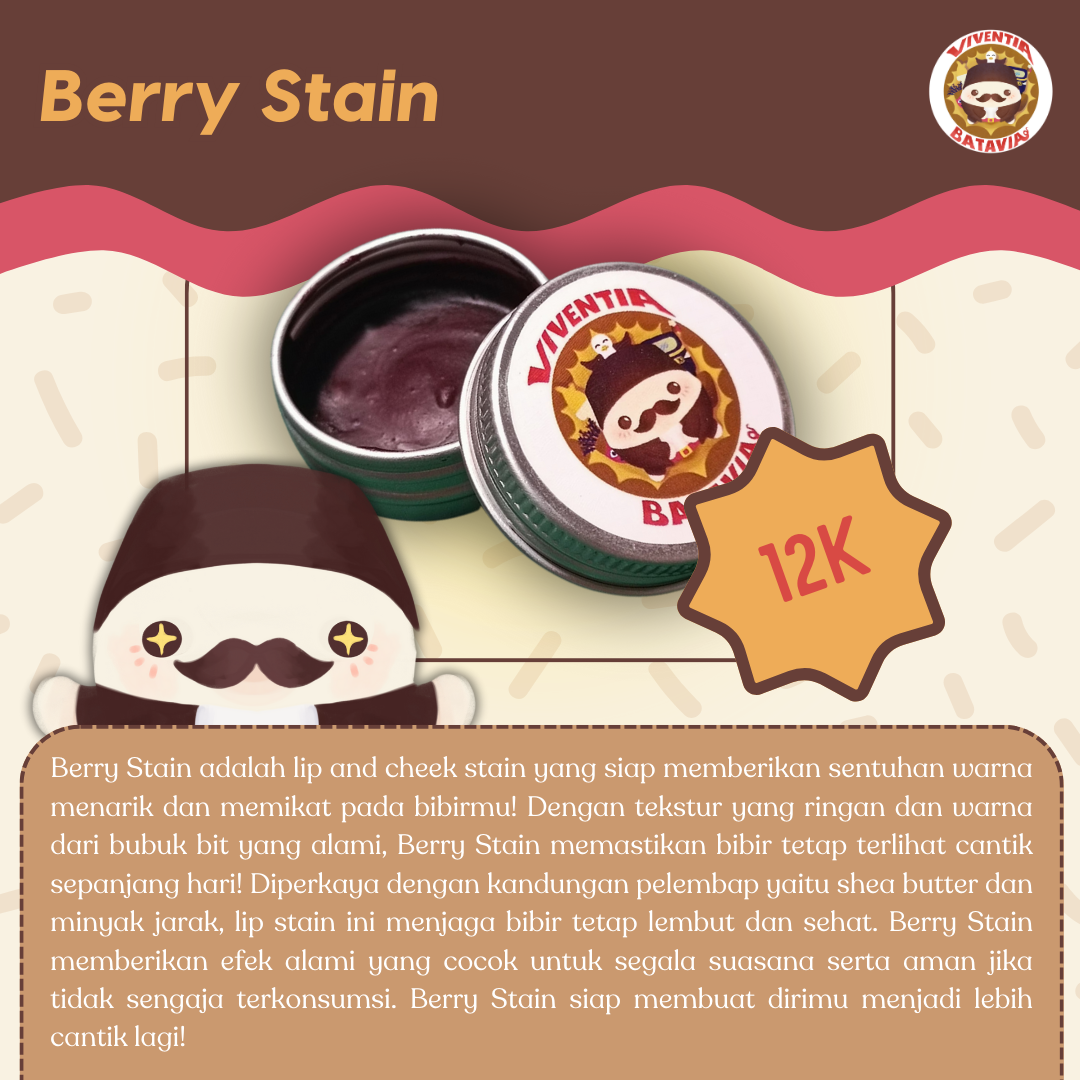 Berry Stain
VIVENTIA
BATAVIA
VIVENTIA
12K
Berry Stain adalah lip and cheek stain yang siap memberikan sentuhan warna
menarik dan memikat pada bibirmu! Dengan tekstur yang ringan dan warna
dari bubuk bit yang alami, Berry Stain memastikan bibir tetap terlihat cantik
sepanjang hari! Diperkaya dengan kandungan pelembap yaitu shea butter dan
minyak jarak, lip stain ini menjaga bibir tetap lembut dan sehat. Berry Stain
memberikan efek alami yang cocok untuk segala suasana serta aman jika
tidak sengaja terkonsumsi. Berry Stain siap membuat dirimu menjadi lebih
cantik lagi!